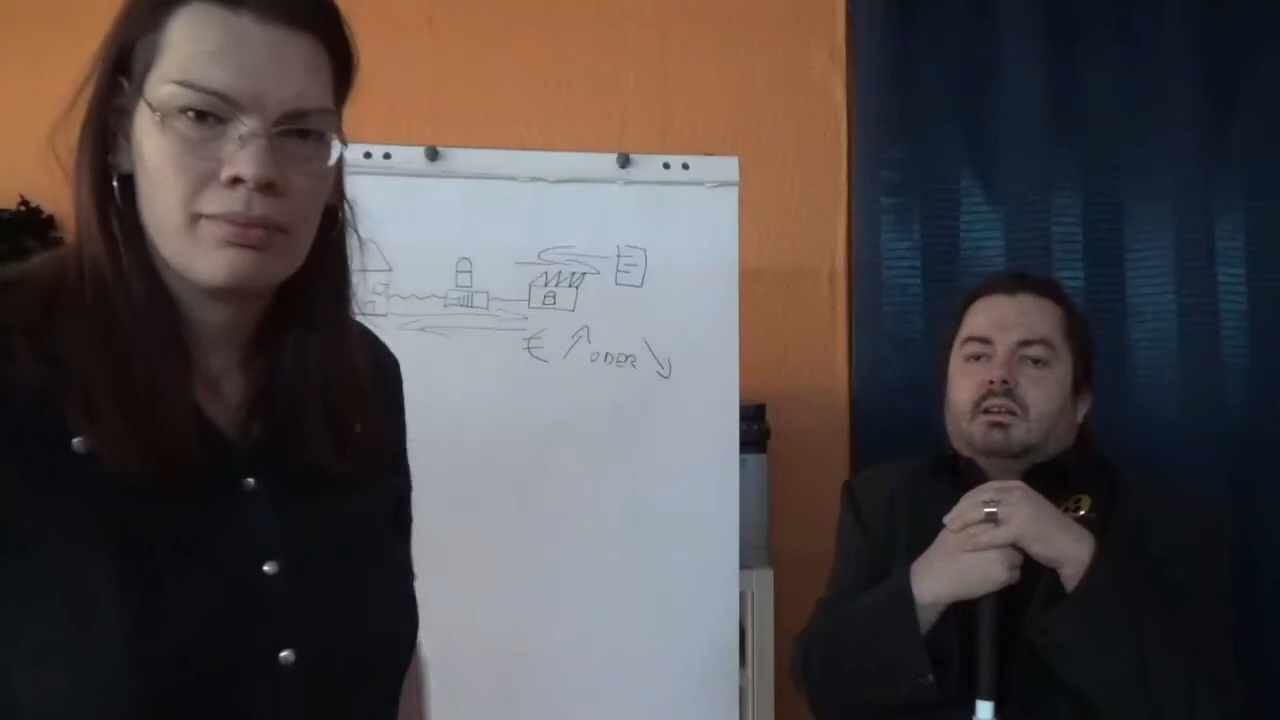 € ↑ ODER ↘